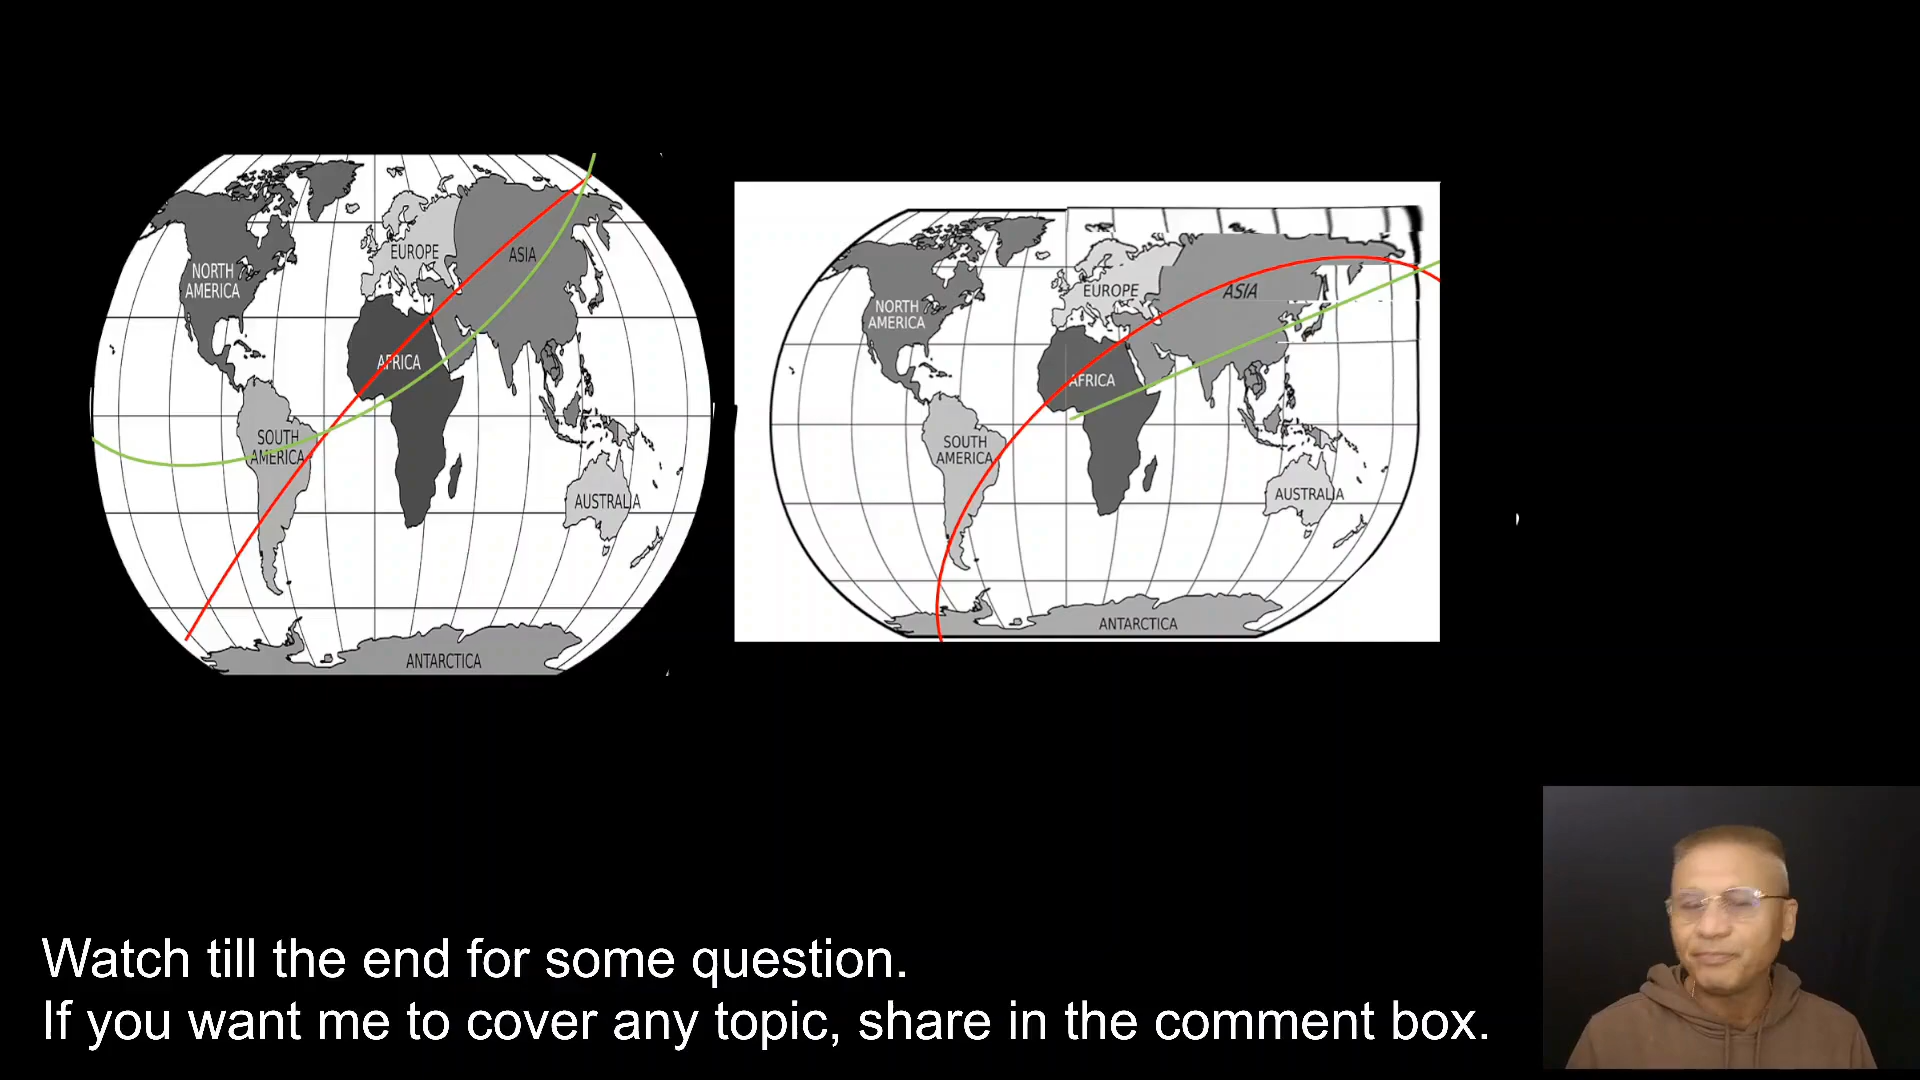 EUROPE
ASIA
NORTH
AMERICA
AFRICA
SOUTH
AMERICA
AUSTRALIA
ANTARCTICA
EUROPE
ASIA
NORTH
AMERICA
AFRICA
SOUTH
AMERICA
AUSTRALIA
ANTARCTICA
Watch till the end for some question.
If you want me to cover any topic, share in the comment box.